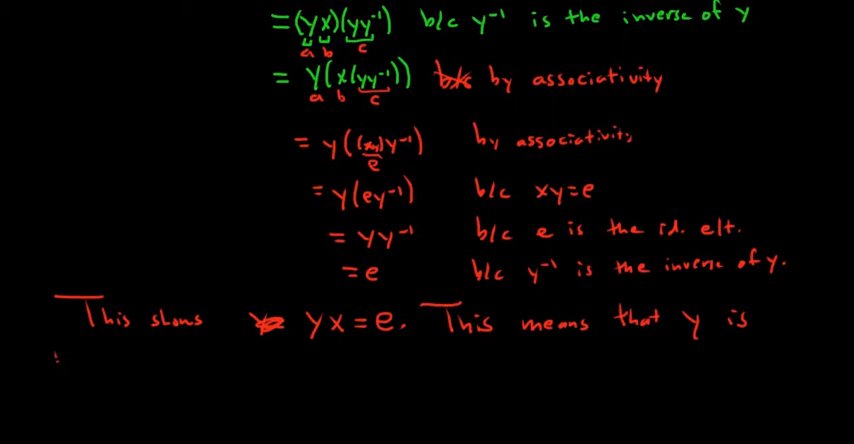 =(yx)(yy⁻¹) b/c y⁻¹ is the inverse of y
a b c
= y(x(yy⁻¹)) by associativity
a b c
= y((xy)y⁻¹) by associativity
e
= y(ey⁻¹) b/c xy=e
= yy⁻¹ b/c e is the id. elt.
= e b/c y⁻¹ is the inverse of y.
This shows yx=e. This means that y is